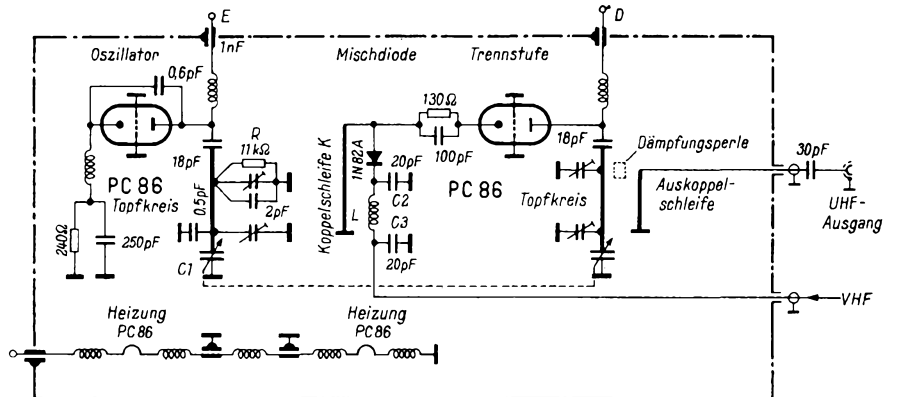 E
D
1nF
Oszillator
Mischdiode
Trennstufe
0,6pF
130Ω
100pF
18pF
R
11kΩ
18pF
Dämpfungsperle
30pF
PC 86
Topfkreis
0,5pF
2pF
Koppelschleife K
1N82A
20pF
C2
PC 86
Topfkreis
Auskoppel-
schleife
UHF-
Ausgang
240Ω
250pF
C1
L
C3
20pF
VHF
Heizung
PC86
Heizung
PC86